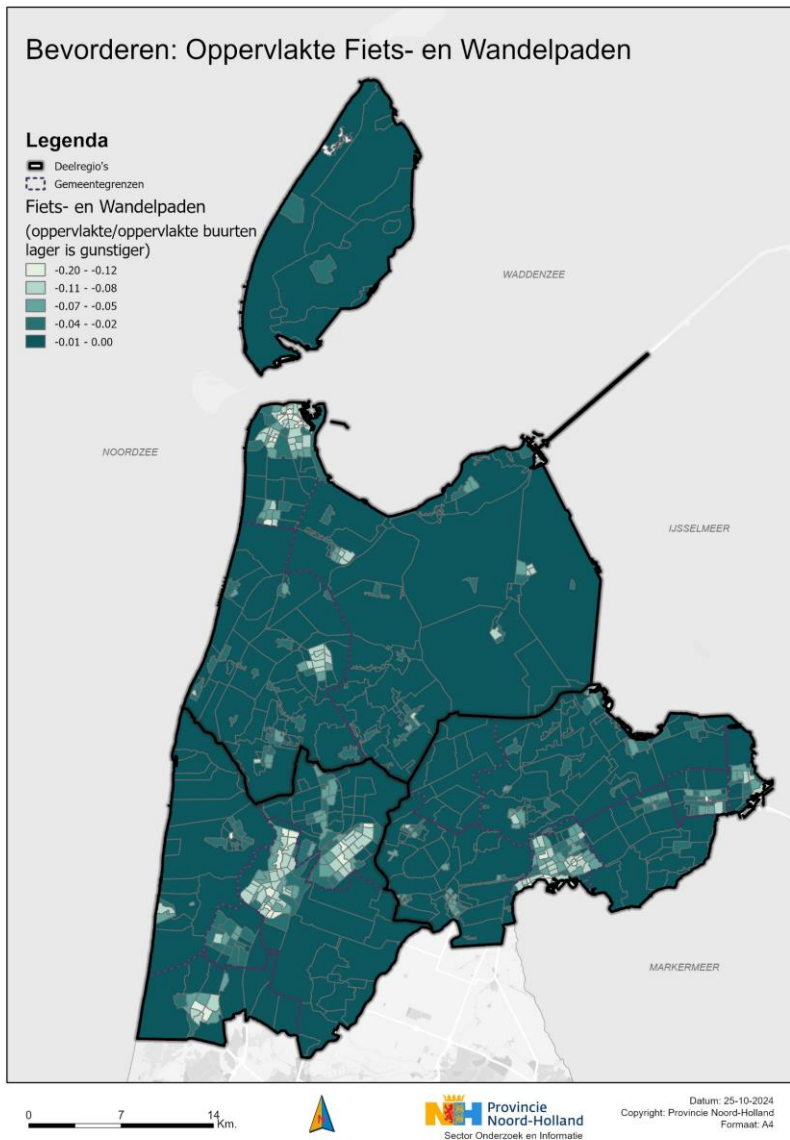 Bevorderen: Oppervlakte Fiets- en Wandelpaden
Legenda
Deelregio's
Gemeentegrenzen
Fiets- en Wandelpaden
(oppervlakte/oppervlakte buurten
lager is gunstiger)
-0.20 - -0.12
-0.11 - -0.08
-0.07 - -0.05
-0.04 - -0.02
-0.01 - 0.00
WADDENZEE
NOORDZEE
IJSSELMEER
MARKERMEER
0 7 14 Km.
N
Provincie
Noord-Holland
Sector Onderzoek en Informatie
Datum: 25-10-2024
Copyright: Provincie Noord-Holland
Formaat: A4